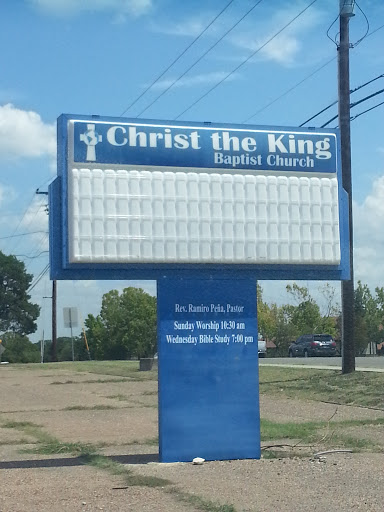 Christ the King
Baptist Church
Rev. Ramiro Peña, Pastor
Sunday Worship 10:30 am
Wednesday Bible Study 7:00 pm